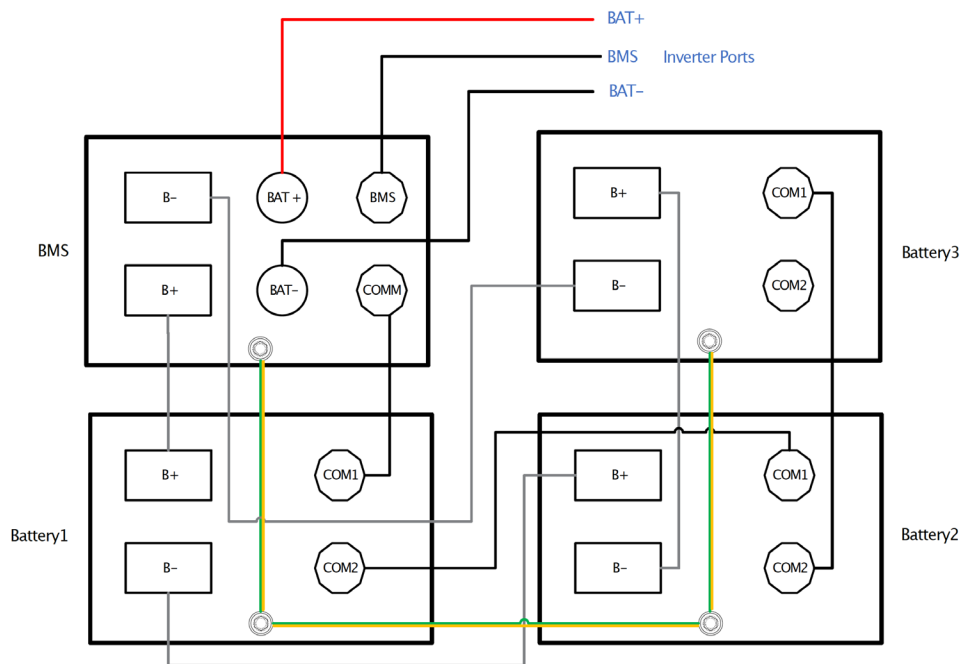 BAT+
BMS Inverter Ports
BAT-
BMS
B-
BAT +
BMS
B+
BAT-
COMM
Battery3
B+
COM1
B-
COM2
Battery1
B+
COM1
B-
COM2
Battery2
B+
COM1
B-
COM2